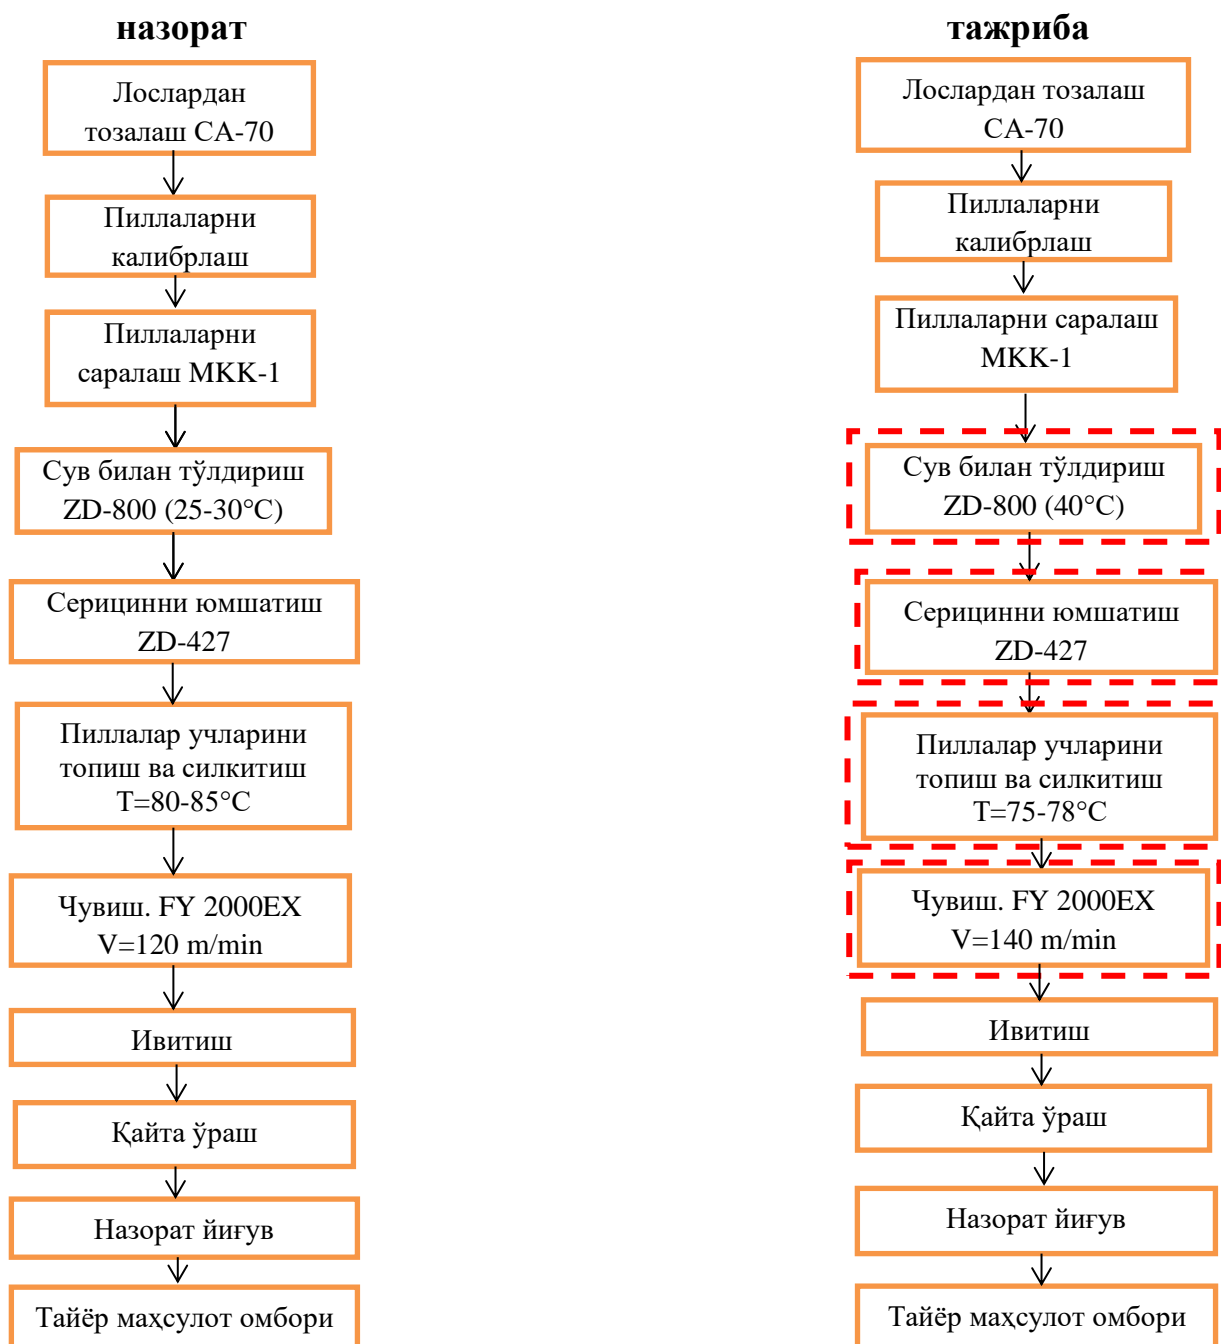 назорат
Лослардан
тозалаш СА-70
Пиллаларни
калибрлаш
Пиллаларни
саралаш МКК-1
Сув билан тўлдириш
ZD-800 (25-30°C)
Серицинни юмшатиш
ZD-427
Пиллалар учларини
топиш ва силкитиш
T=80-85°C
Чувиш. FY 2000EX
V=120 m/min
Ивитиш
Қайта ўраш
Назорат йиғув
Тайёр маҳсулот омбори
тажриба
Лослардан тозалаш
СА-70
Пиллаларни
калибрлаш
Пиллаларни саралаш
МКК-1
Сув билан тўлдириш
ZD-800 (40°C)
Серицинни юмшатиш
ZD-427
Пиллалар учларини
топиш ва силкитиш
T=75-78°C
Чувиш. FY 2000EX
V=140 m/min
Ивитиш
Қайта ўраш
Назорат йиғув
Тайёр маҳсулот омбори